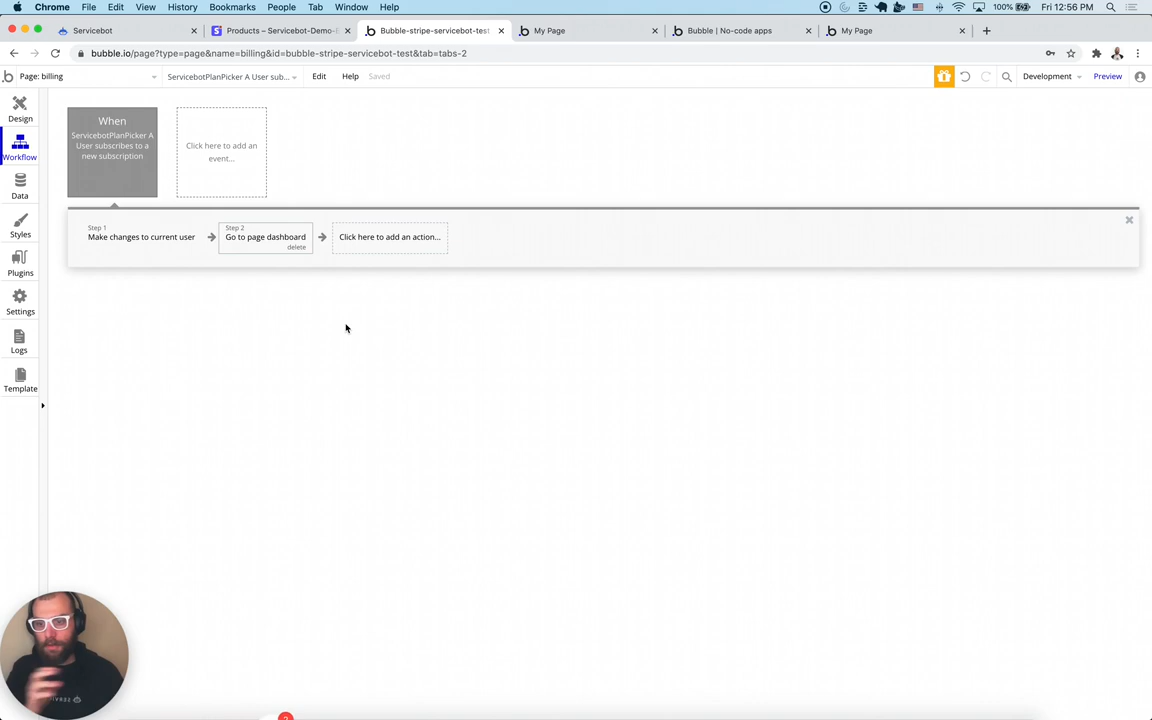 Chrome File Edit View History Bookmarks People Tab Window Help 100% Fri 12:56 PM
Servicebot Products – Servicebot-Demo- Bubble-stripe-servicebot-test My Page Bubble | No-code apps My Page
bubble.io/page?type=page&name=billing&id=bubble-stripe-servicebot-test&tab=tabs-2
Page: billing ServicebotPlanPicker A User sub... Edit Help Saved Development Preview
Design
Workflow
Data
Styles
Plugins
Settings
Logs
Template
When
ServicebotPlanPicker A
User subscribes to a
new subscription
Click here to add an
event...
Step 1
Make changes to current user
Step 2
Go to page dashboard
delete
Click here to add an action...